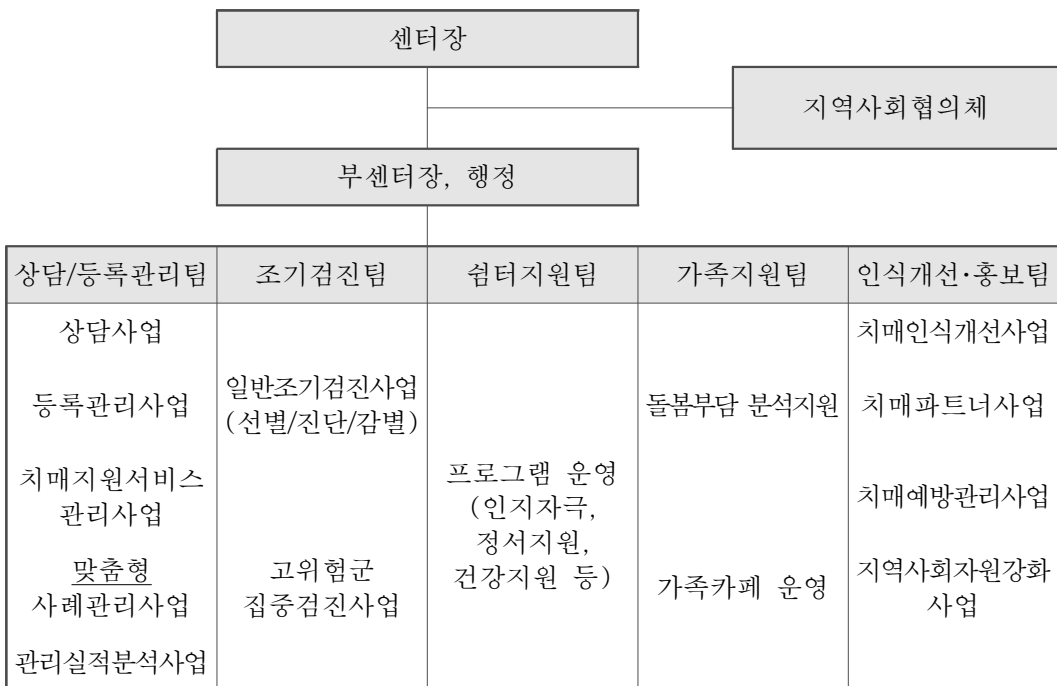 센터장
지역사회협의체
부센터장, 행정
상담/등록관리팀
조기검진팀
쉼터지원팀
가족지원팀
인식개선·홍보팀
상담사업
등록관리사업
치매지원서비스
관리사업
맞춤형
사례관리사업
관리실적분석사업
일반조기검진사업
(선별/진단/감별)
고위험군
집중검진사업
프로그램 운영
(인지자극,
정서지원,
건강지원 등)
돌봄부담 분석지원
가족카페 운영
치매인식개선사업
치매파트너사업
치매예방관리사업
지역사회자원강화
사업